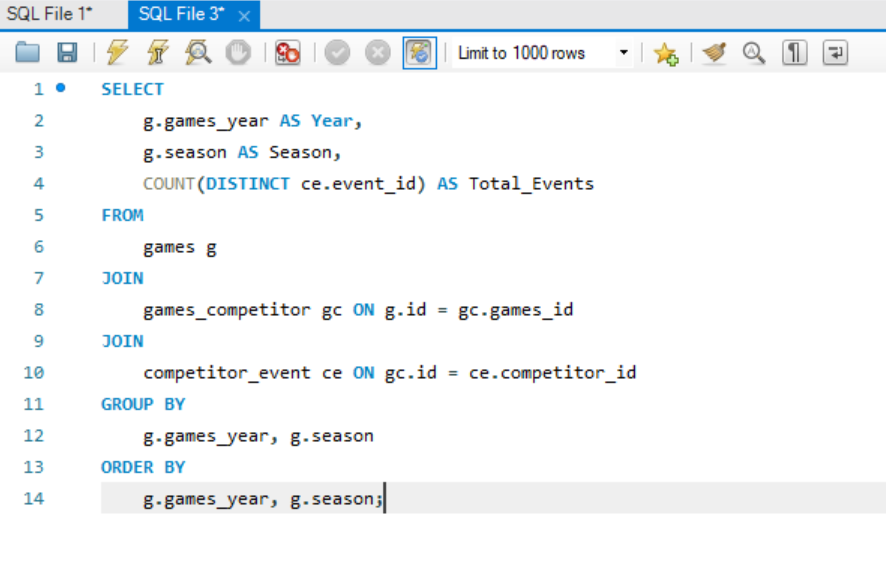 SQL File 1*
SQL File 3*
Limit to 1000 rows
1 SELECT
2 g.games_year AS Year,
3 g.season AS Season,
4 COUNT(DISTINCT ce.event_id) AS Total_Events
5 FROM
6 games g
7 JOIN
8 games_competitor gc ON g.id = gc.games_id
9 JOIN
10 competitor_event ce ON gc.id = ce.competitor_id
11 GROUP BY
12 g.games_year, g.season
13 ORDER BY
14 g.games_year, g.season;